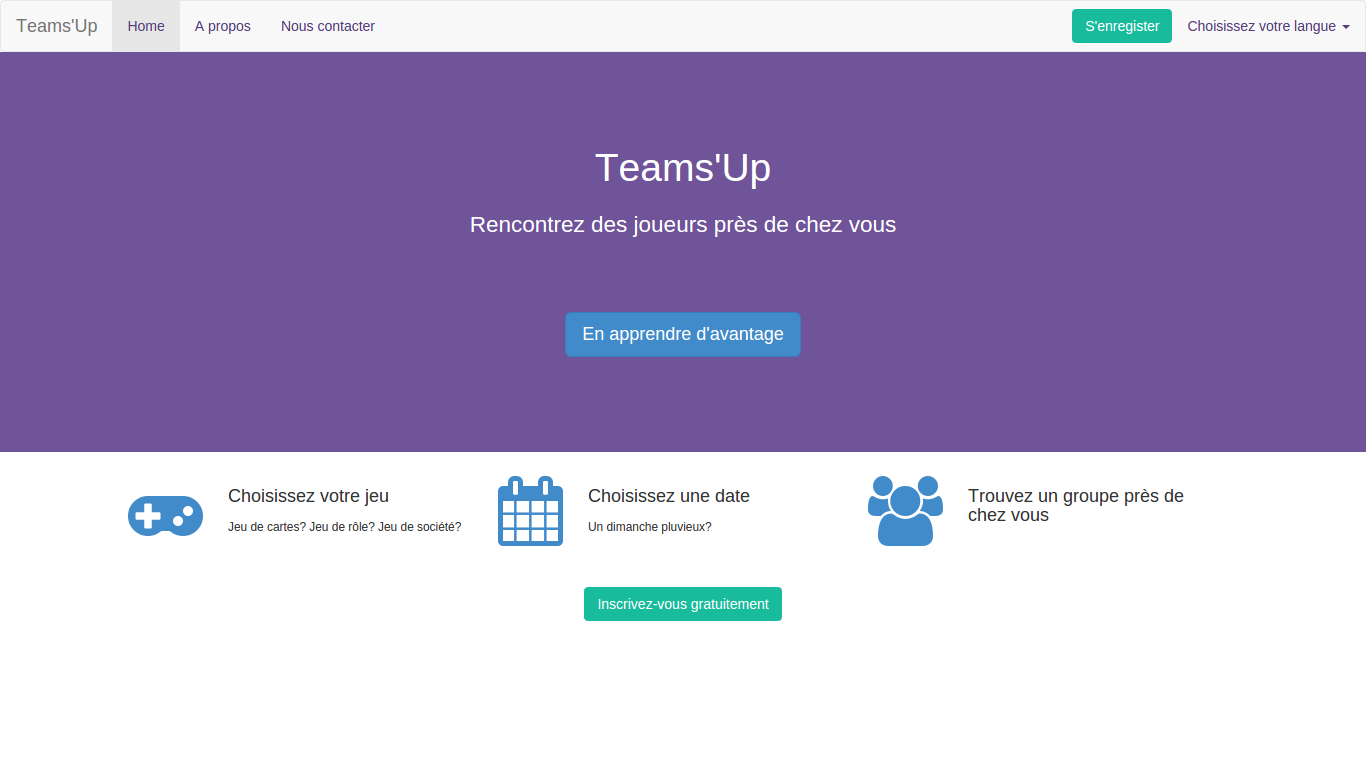 Teams'Up Home A propos Nous contacter S'enregister Choisissez votre langue
Teams'Up
Rencontrez des joueurs près de chez vous
En apprendre d'avantage
Choisissez votre jeu
Jeu de cartes? Jeu de rôle? Jeu de société?
Choisissez une date
Un dimanche pluvieux?
Trouvez un groupe près de
chez vous
Inscrivez-vous gratuitement